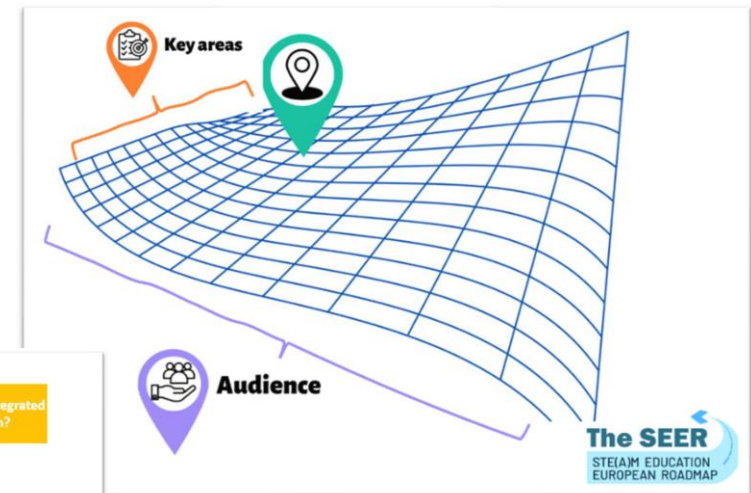 Key areas
Audience
The SEER
STE(A)M EDUCATION
EUROPEAN ROADMAP